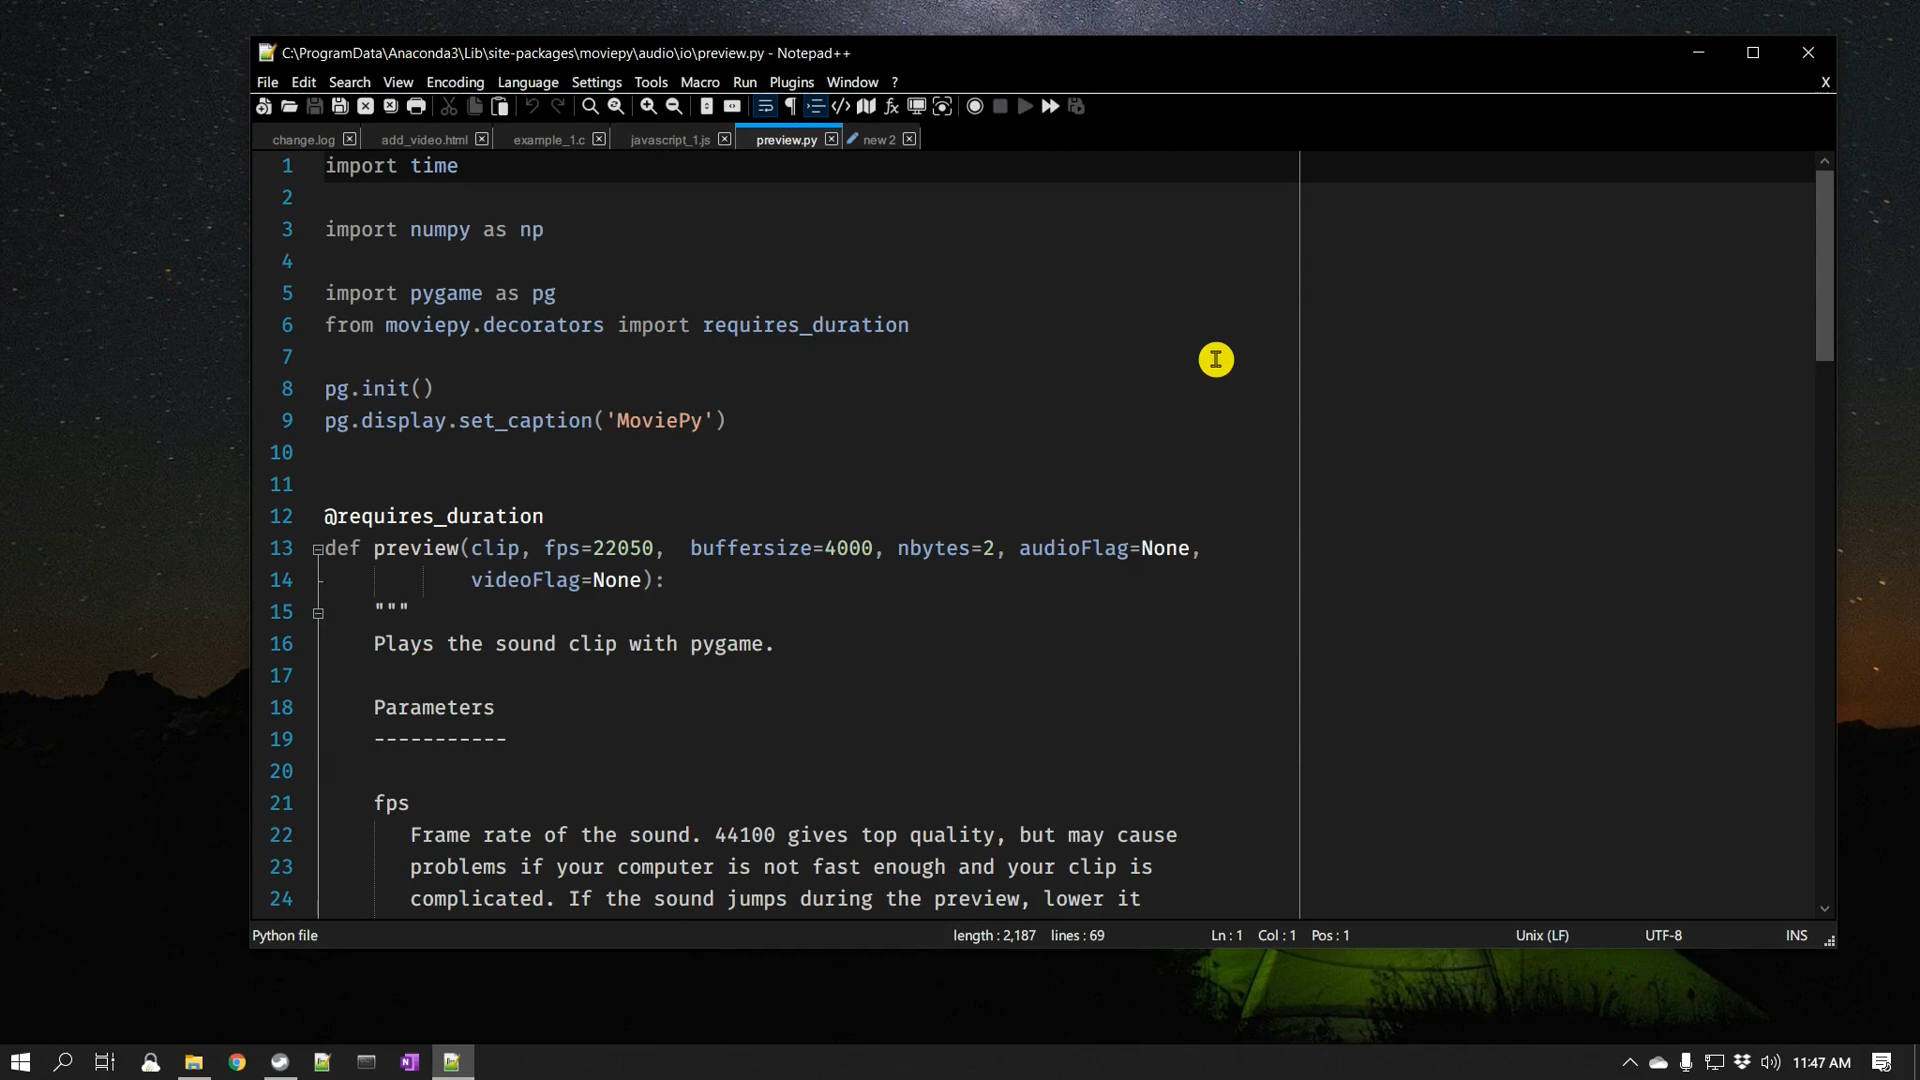 C:\ProgramData\Anaconda3\Lib\site-packages\moviepy\audio\io\preview.py - Notepad++
File Edit Search View Encoding Language Settings Tools Macro Run Plugins Window ? X
change.log add_video.html example_1.c javascript_1.js preview.py new 2
1 import time
2
3 import numpy as np
4
5 import pygame as pg
6 from moviepy.decorators import requires_duration
7
8 pg.init()
9 pg.display.set_caption('MoviePy')
10
11
12 @requires_duration
13 def preview(clip, fps=22050,  buffersize=4000, nbytes=2, audioFlag=None,
14             videoFlag=None):
15     """
16     Plays the sound clip with pygame.
17
18     Parameters
19     -----------
20
21     fps
22        Frame rate of the sound. 44100 gives top quality, but may cause
23        problems if your computer is not fast enough and your clip is
24        complicated. If the sound jumps during the preview, lower it
Python file length : 2,187 lines : 69 Ln : 1 Col : 1 Pos : 1 Unix (LF) UTF-8 INS
11:47 AM